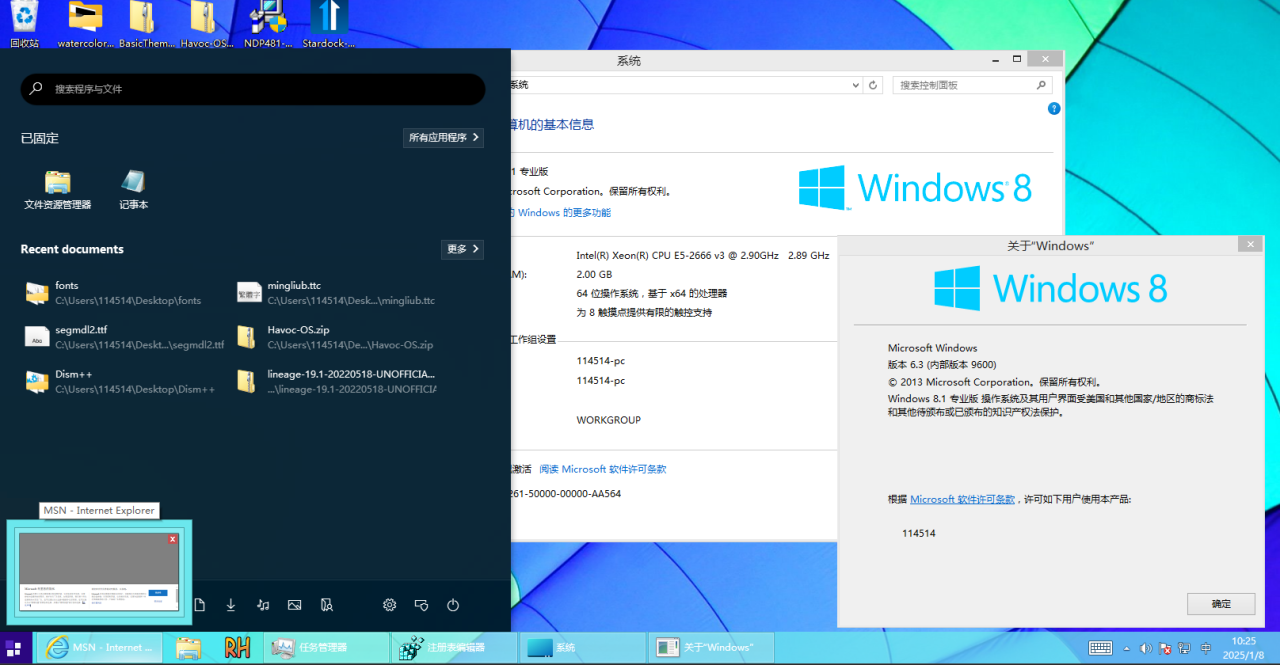 回收站
watercolor...
BasicThem...
Havoc-OS...
NDP481-...
Stardock-...
搜索程序与文件
已固定
所有应用程序
文件资源管理器
记事本
Recent documents
更多
fonts
C:\Users\114514\Desktop\fonts
mingliub.ttc
C:\Users\114514\Desk...\mingliub.ttc
繁體字
segmdl2.ttf
C:\Users\114514\Deskt...\segmdl2.ttf
Abg
Havoc-OS.zip
C:\Users\114514\De...\Havoc-OS.zip
Dism++
C:\Users\114514\Desktop\Dism++
lineage-19.1-20220518-UNOFFICIA...
...\lineage-19.1-20220518-UNOFFICIA
MSN - Internet Explorer
系统
系统
搜索控制面板
算机的基本信息
1 专业版
crosoft Corporation。保留所有权利。
Windows 的更多功能
Windows 8
Intel(R) Xeon(R) CPU E5-2666 v3 @ 2.90GHz 2.89 GHz
AM): 2.00 GB
64 位操作系统，基于 x64 的处理器
为 8 触摸点提供有限的触控支持
工作组设置
114514-pc
114514-pc
WORKGROUP
激活 阅读 Microsoft 软件许可条款
261-50000-00000-AA564
关于“Windows”
Windows 8
Microsoft Windows
版本 6.3 (内部版本 9600)
© 2013 Microsoft Corporation。保留所有权利。
Windows 8.1 专业版 操作系统及其用户界面受美国和其他国家/地区的商标法
和其他待颁布或已颁布的知识产权法保护。
根据 Microsoft 软件许可条款，许可如下用户使用本产品:
114514
确定
MSN - Internet ...
RH
任务管理器
注册表编辑器
系统
关于“Windows”
中
10:25
2025/1/8